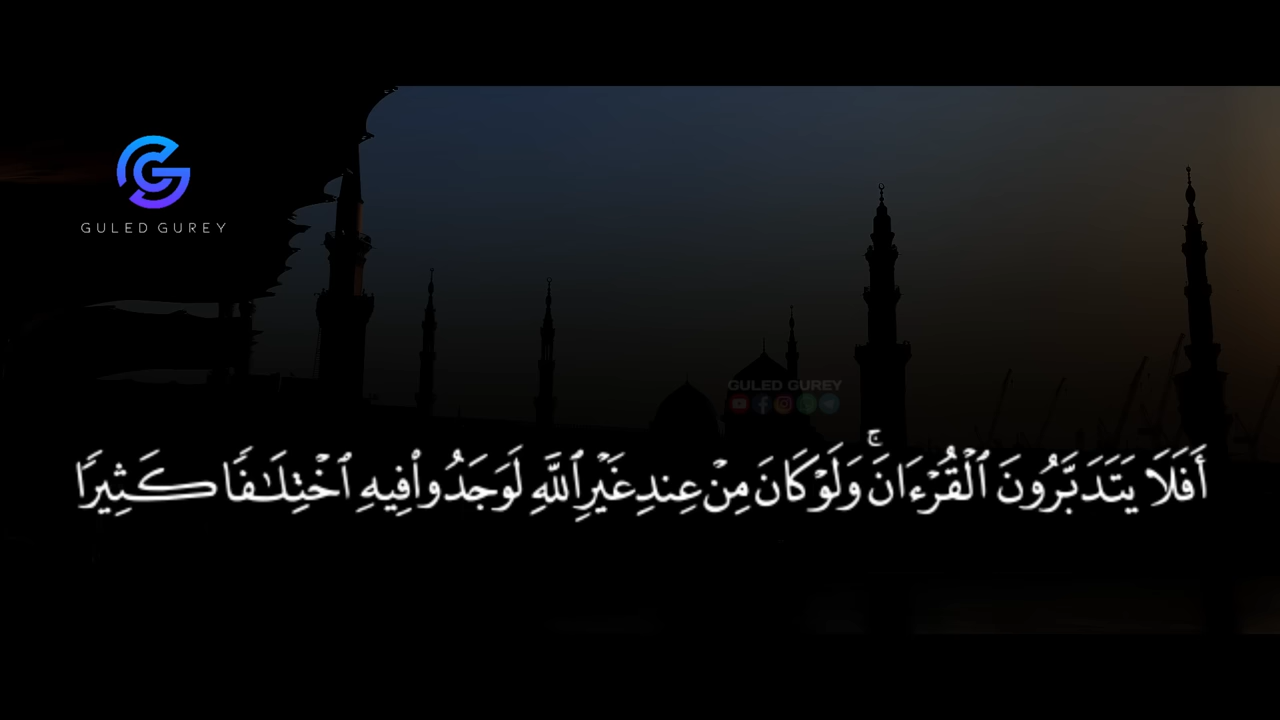 GULED GUREY
GULED GUREY
أَفَلَا يَتَدَبَّرُونَ ٱلْقُرْءَانَ ۚ وَلَوْ كَانَ مِنْ عِندِ غَيْرِ ٱللَّهِ لَوَجَدُوا۟ فِيهِ ٱخْتِلَـٰفًا كَثِيرًا